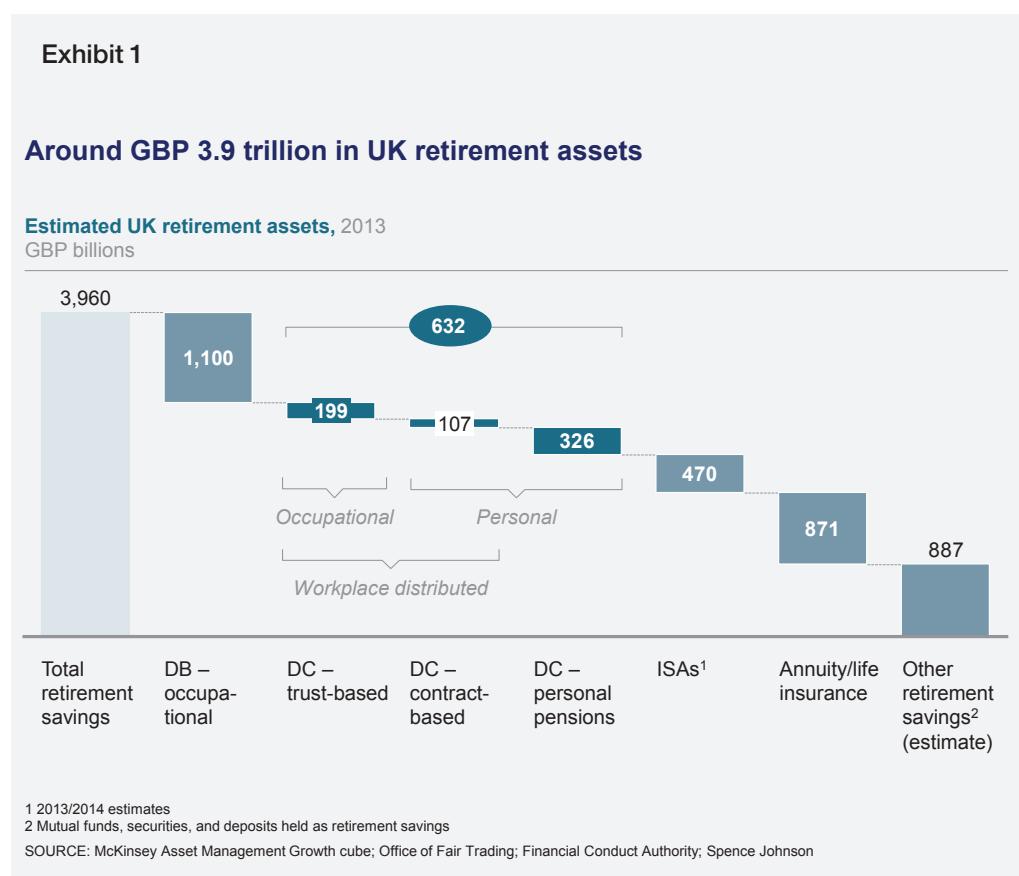 Exhibit 1
Around GBP 3.9 trillion in UK retirement assets
Estimated UK retirement assets, 2013
GBP billions
3,960
1,100
632
199
107
326
470
871
887
Occupational
Personal
Workplace distributed
Total
retirement
savings
DB –
occupa-
tional
DC –
trust-based
DC –
contract-
based
DC –
personal
pensions
ISAs1
Annuity/life
insurance
Other
retirement
savings2
(estimate)
1 2013/2014 estimates
2 Mutual funds, securities, and deposits held as retirement savings
SOURCE: McKinsey Asset Management Growth cube; Office of Fair Trading; Financial Conduct Authority; Spence Johnson